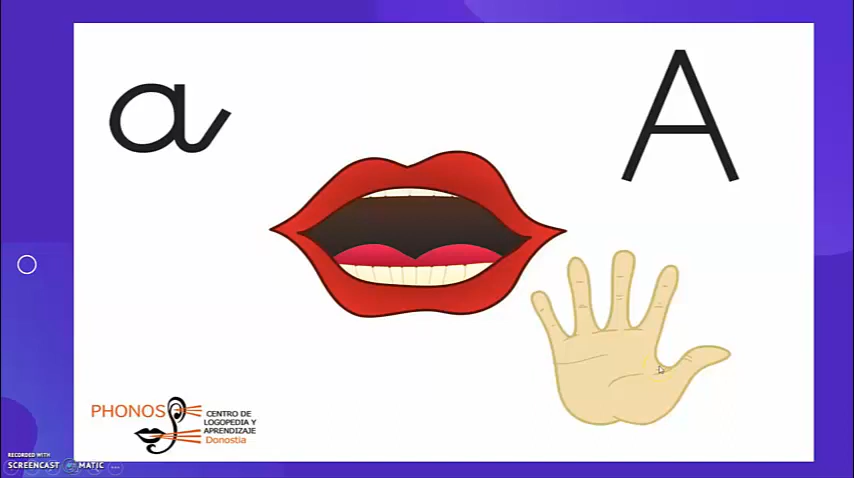 a
A
PHONOS
CENTRO DE
LOGOPEDIA Y
APRENDIZAJE
Donostia
RECORDED WITH
SCREENCAST MATIC